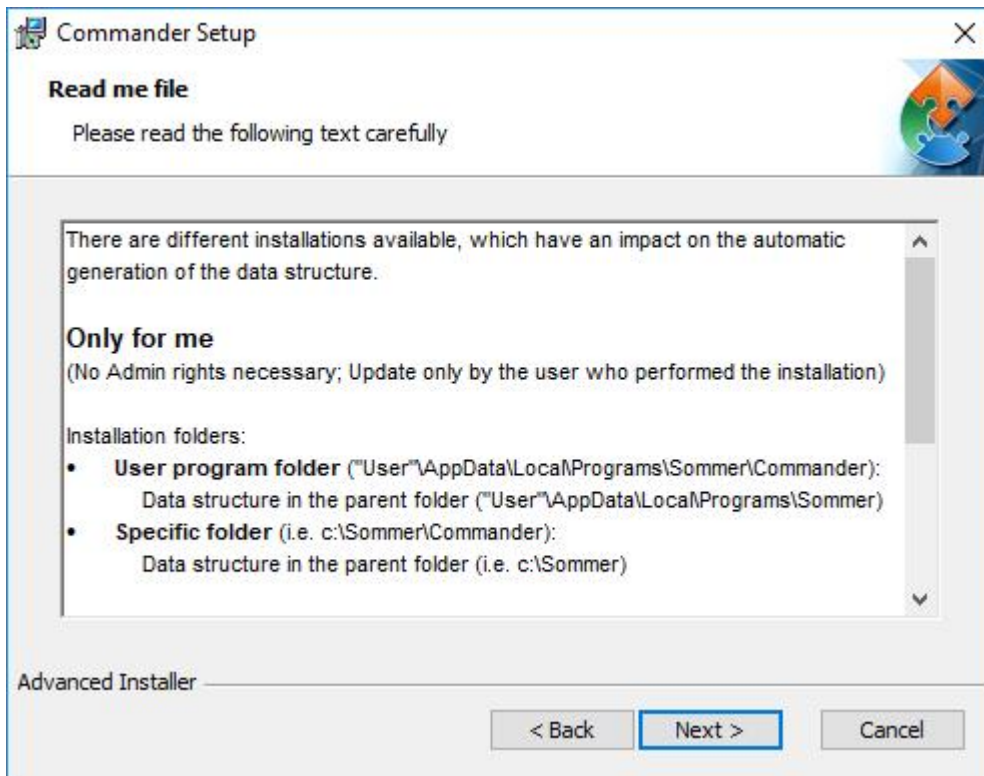 Commander Setup
Read me file
Please read the following text carefully
There are different installations available, which have an impact on the automatic
generation of the data structure.
Only for me
(No Admin rights necessary; Update only by the user who performed the installation)
Installation folders:
• User program folder ("User"\AppData\Local\Programs\Sommer\Commander):
Data structure in the parent folder ("User"\AppData\Local\Programs\Sommer)
• Specific folder (i.e. c:\Sommer\Commander):
Data structure in the parent folder (i.e. c:\Sommer)
Advanced Installer
< Back
Next >
Cancel